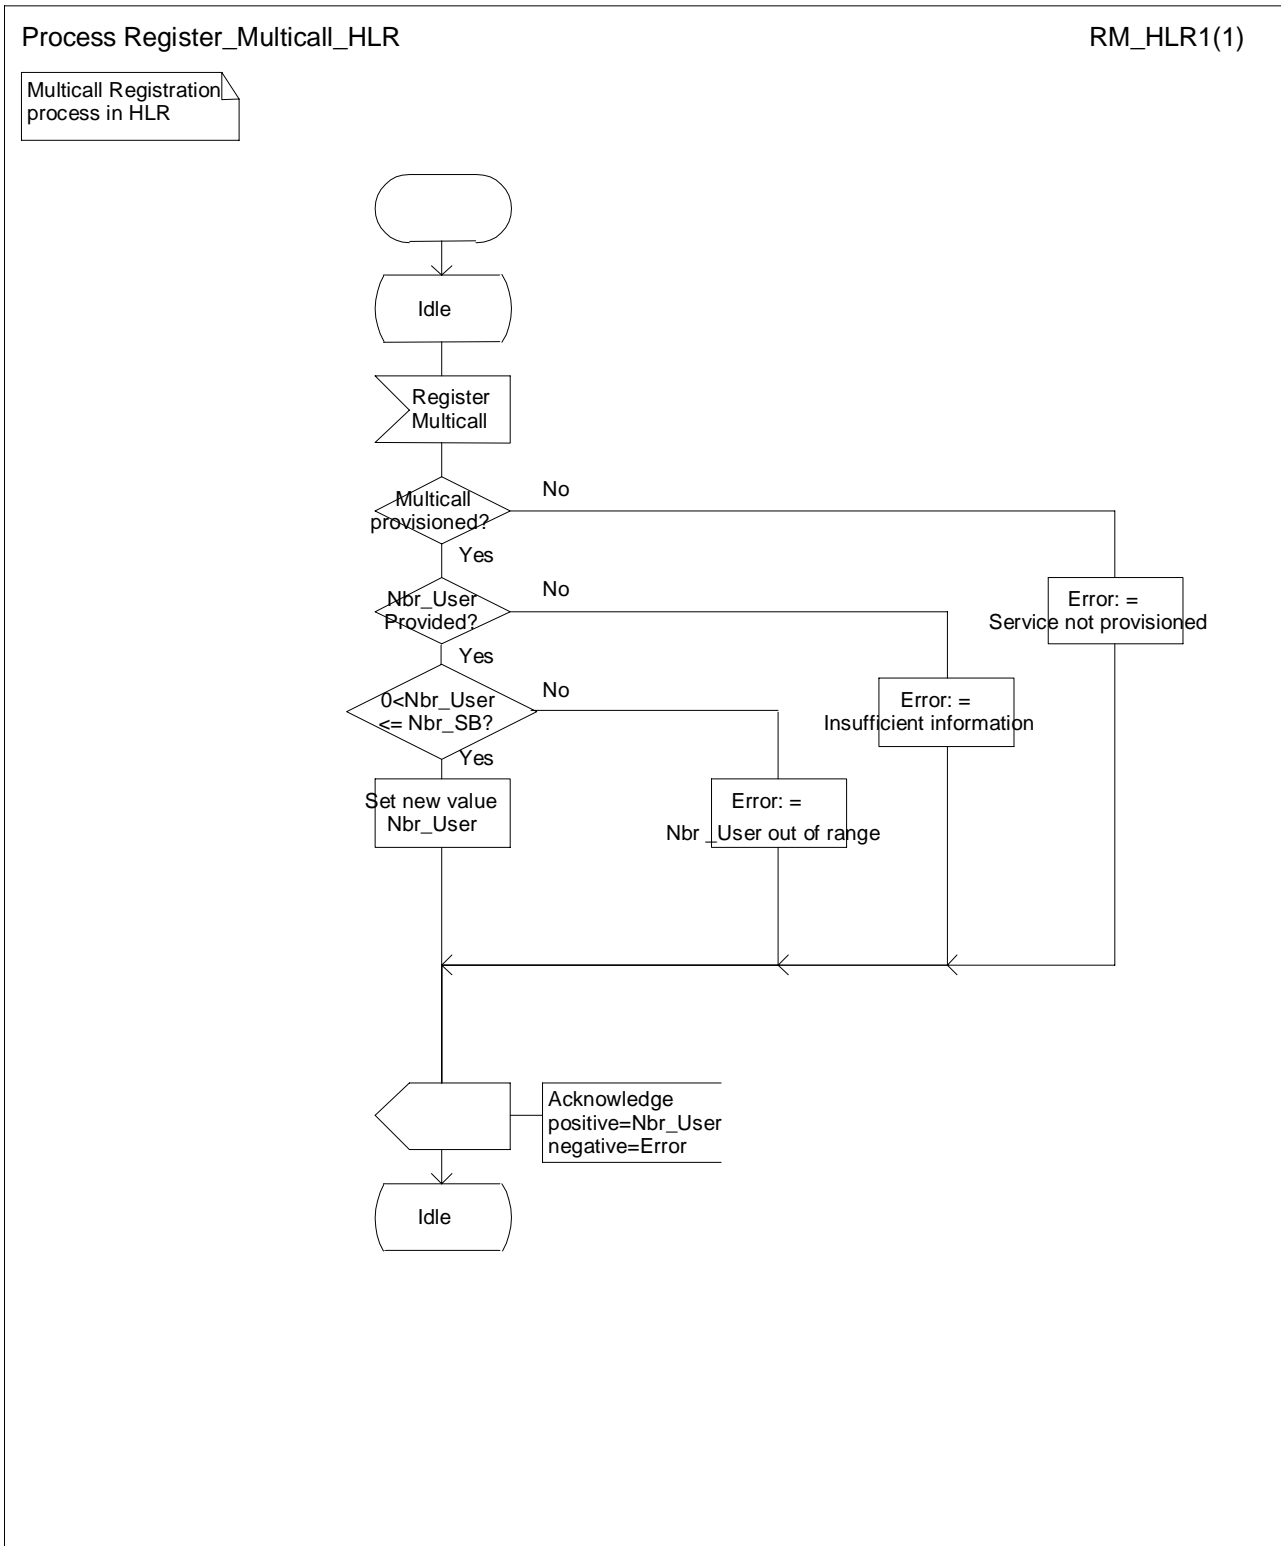 Process Register_Multicall_HLR
RM_HLR1(1)
Multicall Registration
process in HLR
Idle
Register
Multicall
Multicall
provisioned?
No
Yes
Nbr_User
Provided?
No
Error: =
Service not provisioned
Yes
0<Nbr_User
<= Nbr_SB?
No
Error: =
Insufficient information
Yes
Set new value
Nbr_User
Error: =
Nbr _User out of range
Acknowledge
positive=Nbr_User
negative=Error
Idle